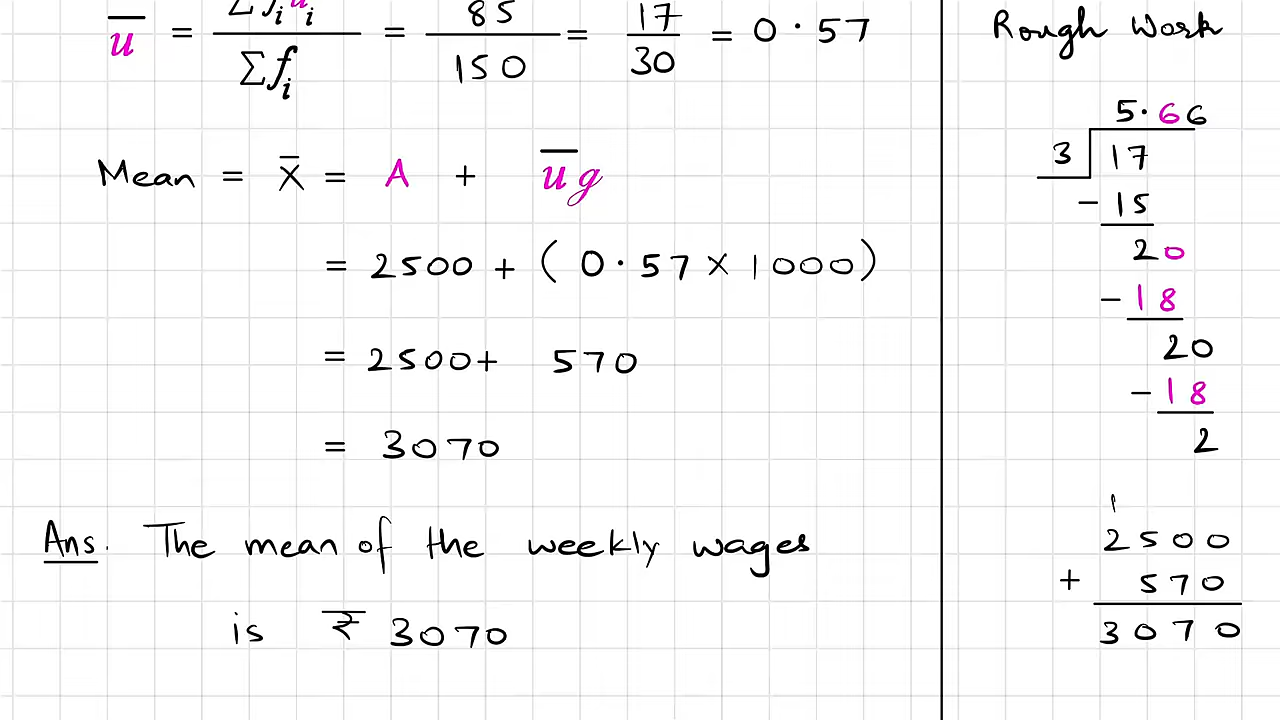 u̅ = Σfᵢuᵢ / Σfᵢ = 85/150 = 17/30 = 0.57
Mean = X̅ = A + u̅g
= 2500 + (0.57 × 1000)
= 2500 + 570
= 3070
Ans. The mean of the weekly wages
is ₹ 3070
Rough Work
5.66
3 17
- 15
20
- 18
20
- 18
2
1
2500
+ 570
3070